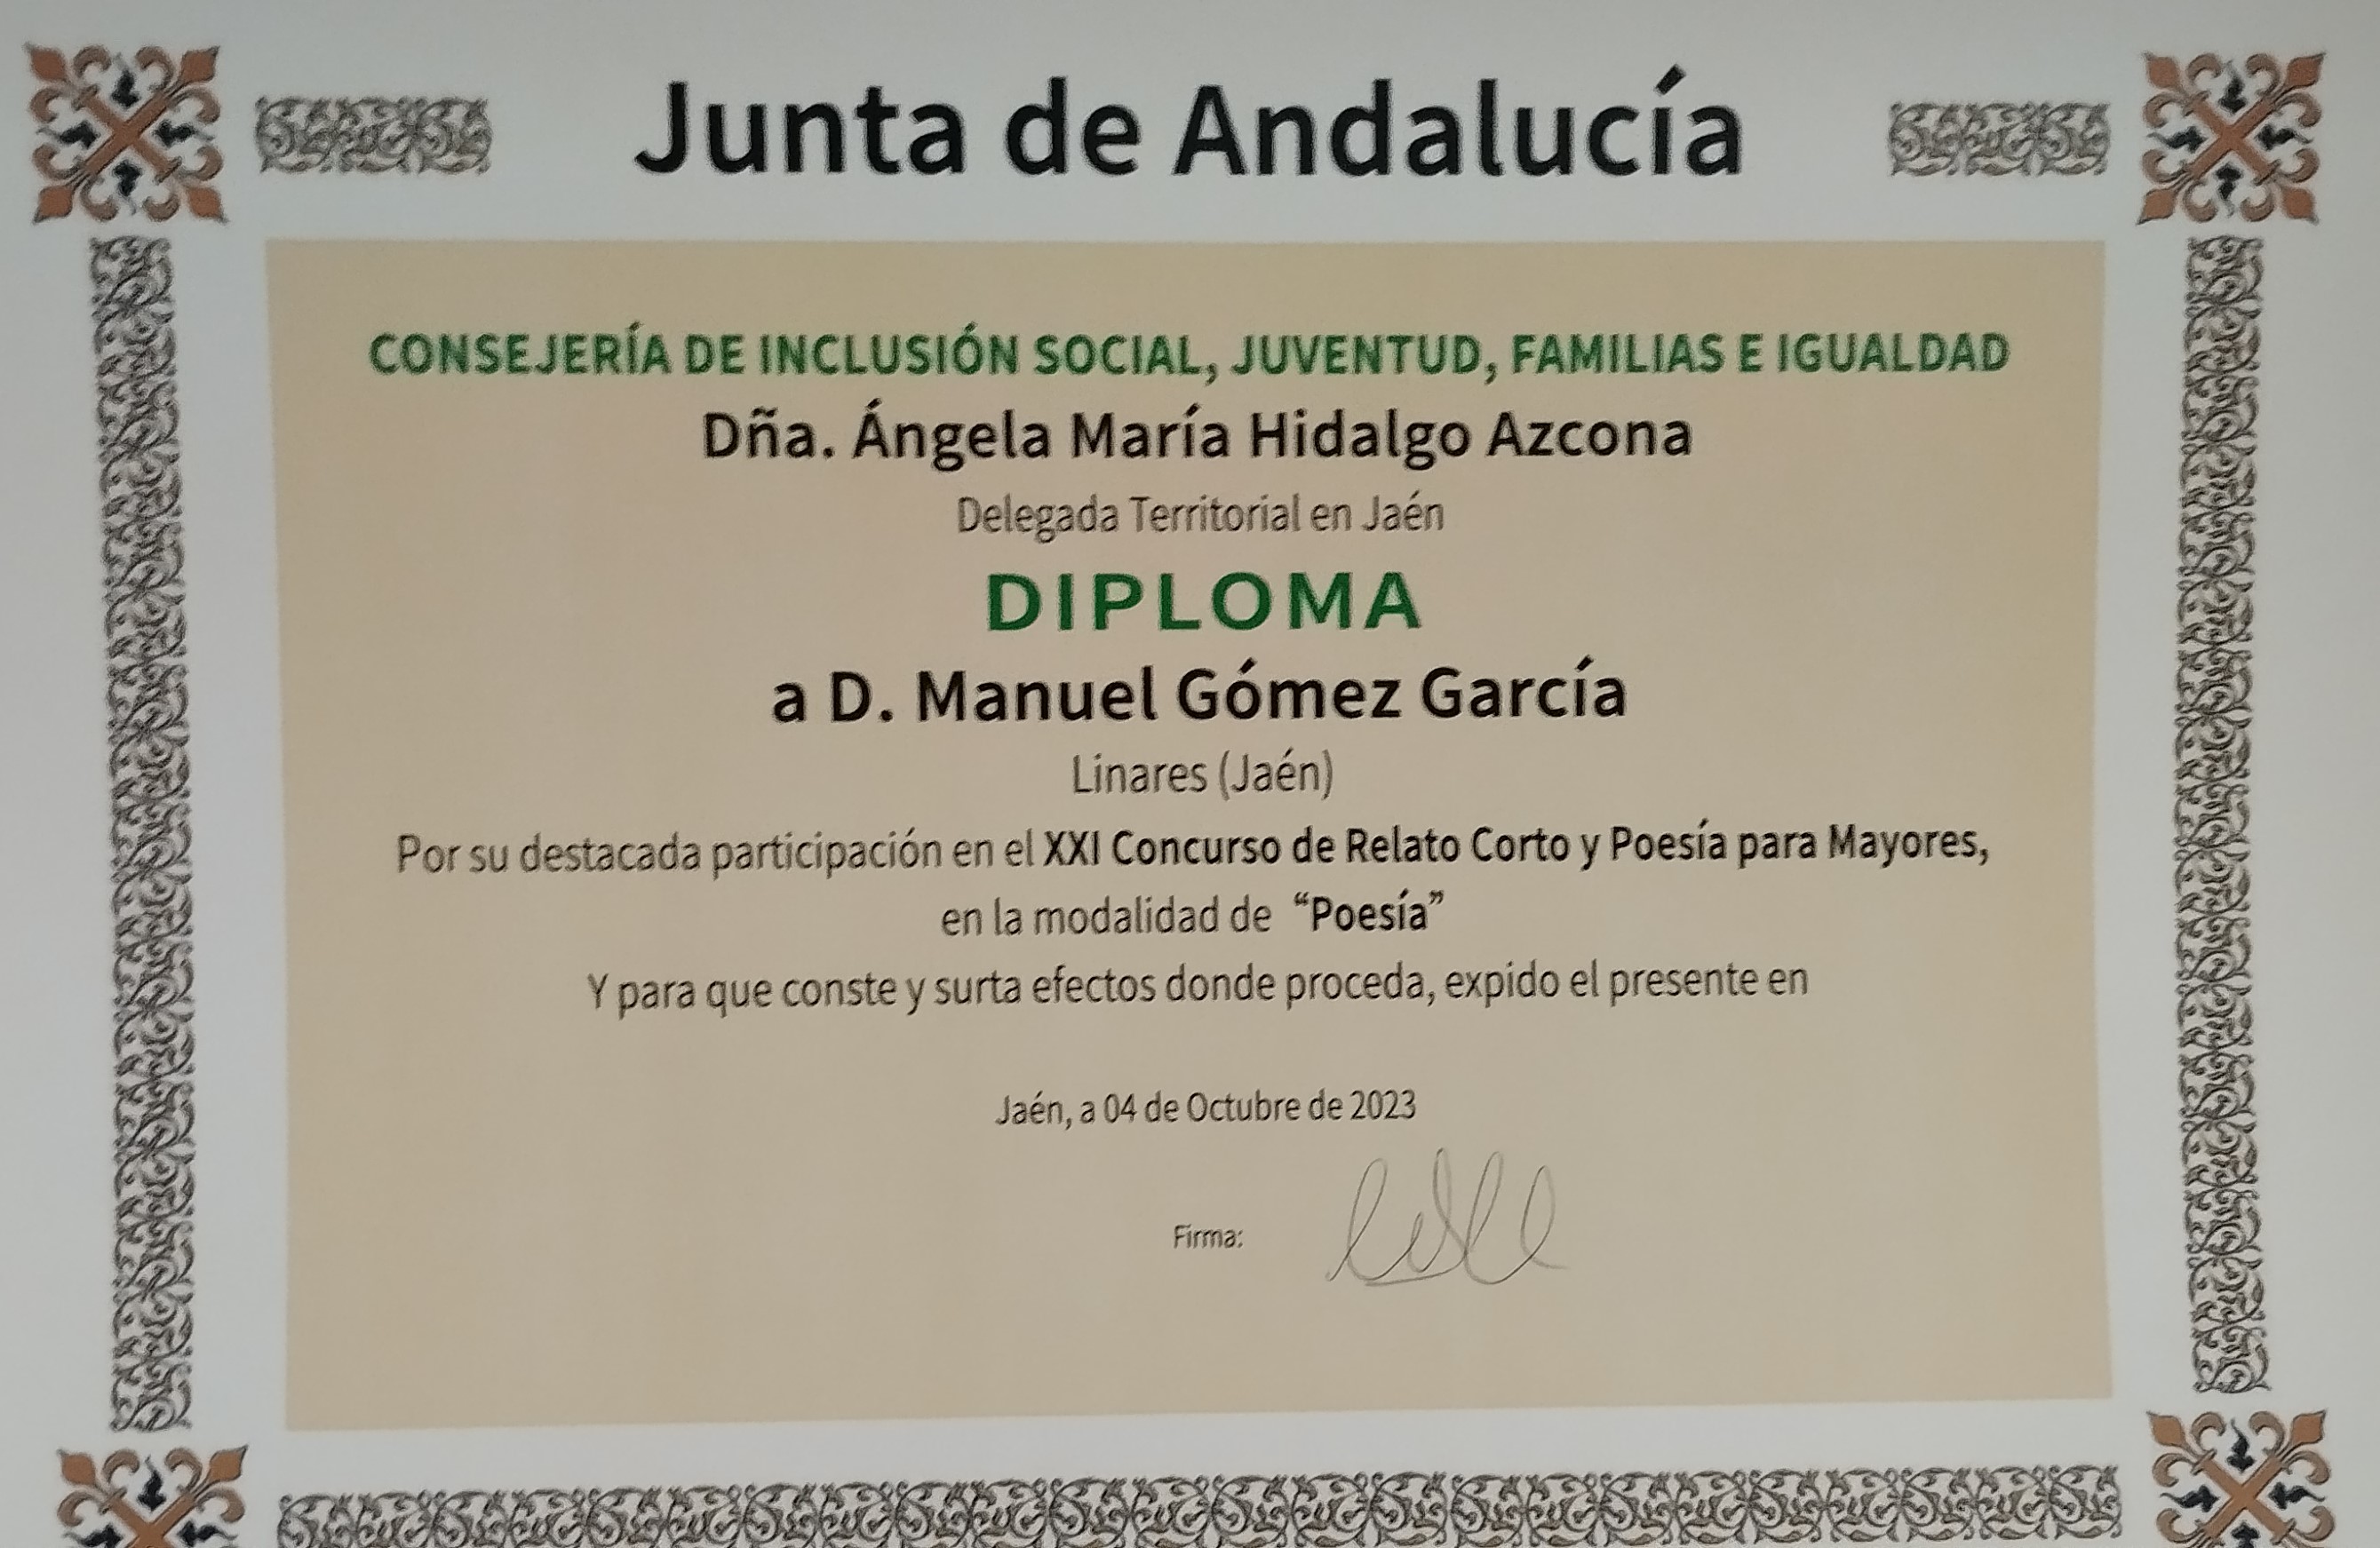 Junta de Andalucía
CONSEJERÍA DE INCLUSIÓN SOCIAL, JUVENTUD, FAMILIAS E IGUALDAD
Dña. Ángela María Hidalgo Azcona
Delegada Territorial en Jaén
DIPLOMA
a D. Manuel Gómez García
Linares (Jaén)
Por su destacada participación en el XXI Concurso de Relato Corto y Poesía para Mayores,
en la modalidad de “Poesía”
Y para que conste y surta efectos donde proceda, expido el presente en
Jaén, a 04 de Octubre de 2023
Firma: